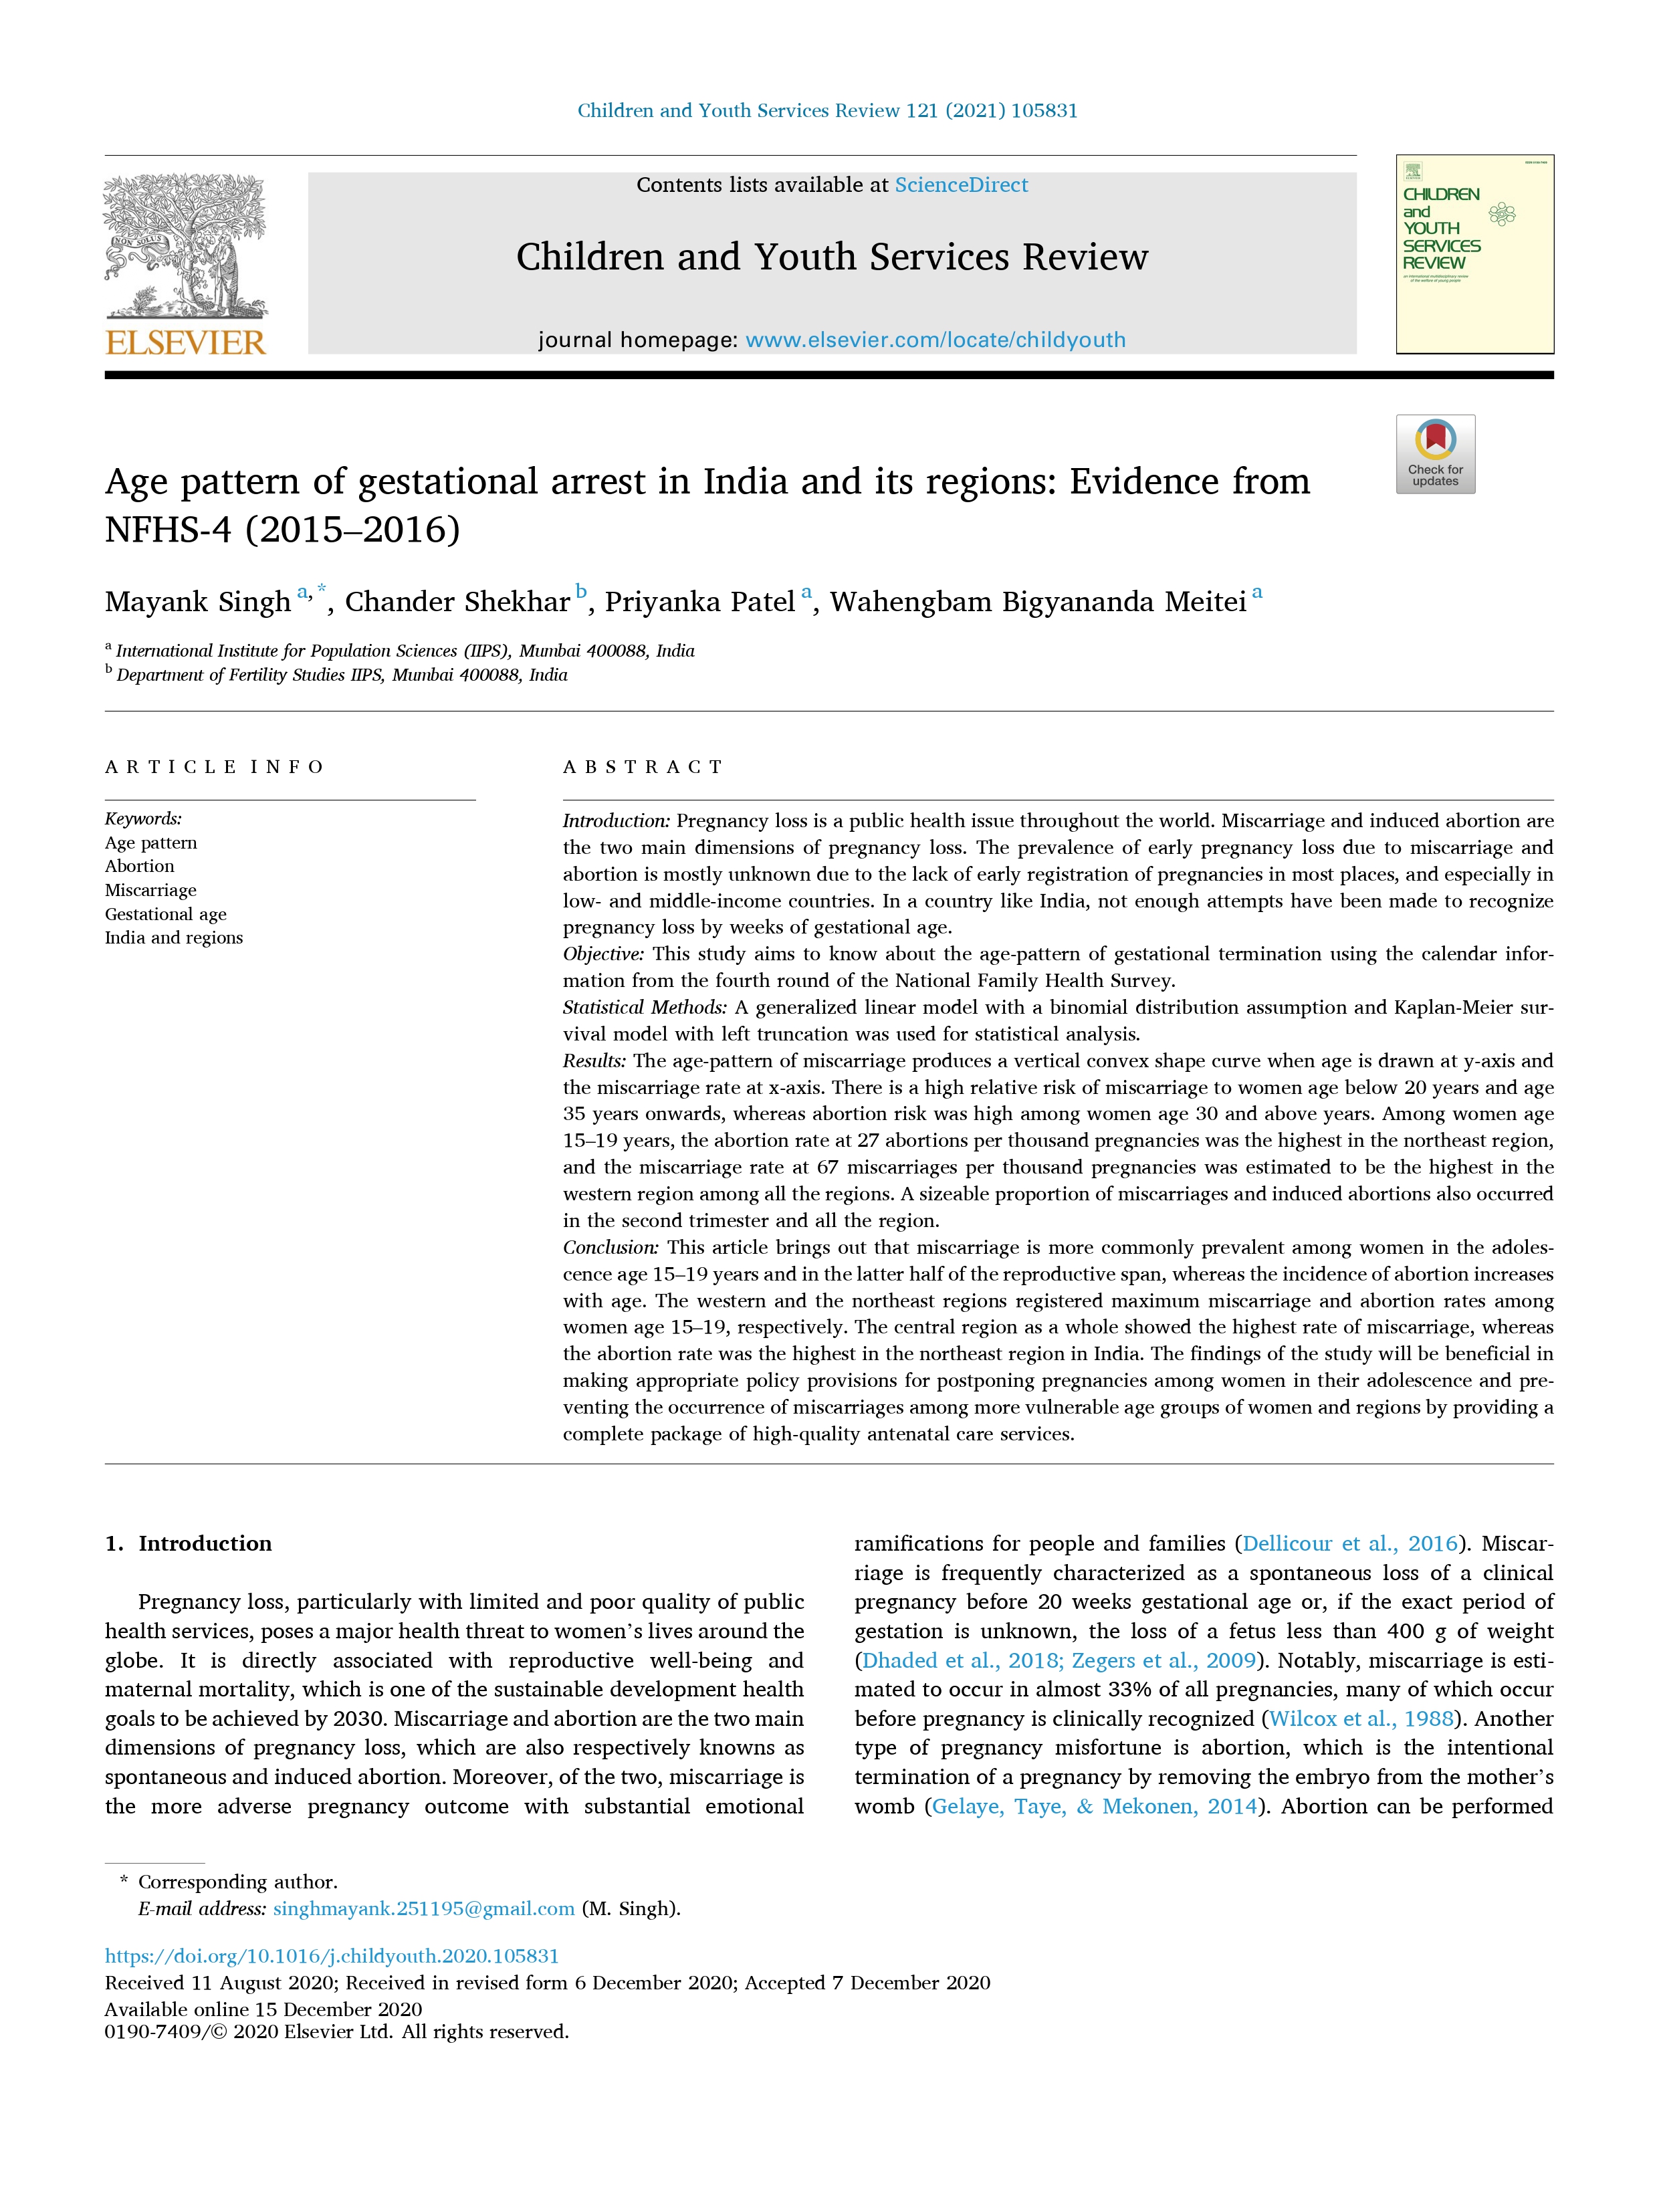 Children and Youth Services Review 121 (2021) 105831
Contents lists available at ScienceDirect
Children and Youth Services Review
journal homepage: www.elsevier.com/locate/childyouth
NON SOLUS
ELSEVIER
CHILDREN
and
YOUTH
SERVICES
REVIEW
Check for
updates
Age pattern of gestational arrest in India and its regions: Evidence from
NFHS-4 (2015–2016)
Mayank Singh a,*, Chander Shekhar b, Priyanka Patel a, Wahengbam Bigyananda Meitei a
a International Institute for Population Sciences (IIPS), Mumbai 400088, India
b Department of Fertility Studies IIPS, Mumbai 400088, India
ARTICLE INFO
Keywords:
Age pattern
Abortion
Miscarriage
Gestational age
India and regions
ABSTRACT
Introduction: Pregnancy loss is a public health issue throughout the world. Miscarriage and induced abortion are
the two main dimensions of pregnancy loss. The prevalence of early pregnancy loss due to miscarriage and
abortion is mostly unknown due to the lack of early registration of pregnancies in most places, and especially in
low- and middle-income countries. In a country like India, not enough attempts have been made to recognize
pregnancy loss by weeks of gestational age.
Objective: This study aims to know about the age-pattern of gestational termination using the calendar infor-
mation from the fourth round of the National Family Health Survey.
Statistical Methods: A generalized linear model with a binomial distribution assumption and Kaplan-Meier sur-
vival model with left truncation was used for statistical analysis.
Results: The age-pattern of miscarriage produces a vertical convex shape curve when age is drawn at y-axis and
the miscarriage rate at x-axis. There is a high relative risk of miscarriage to women age below 20 years and age
35 years onwards, whereas abortion risk was high among women age 30 and above years. Among women age
15–19 years, the abortion rate at 27 abortions per thousand pregnancies was the highest in the northeast region,
and the miscarriage rate at 67 miscarriages per thousand pregnancies was estimated to be the highest in the
western region among all the regions. A sizeable proportion of miscarriages and induced abortions also occurred
in the second trimester and all the region.
Conclusion: This article brings out that miscarriage is more commonly prevalent among women in the adoles-
cence age 15–19 years and in the latter half of the reproductive span, whereas the incidence of abortion increases
with age. The western and the northeast regions registered maximum miscarriage and abortion rates among
women age 15–19, respectively. The central region as a whole showed the highest rate of miscarriage, whereas
the abortion rate was the highest in the northeast region in India. The findings of the study will be beneficial in
making appropriate policy provisions for postponing pregnancies among women in their adolescence and pre-
venting the occurrence of miscarriages among more vulnerable age groups of women and regions by providing a
complete package of high-quality antenatal care services.
1. Introduction
Pregnancy loss, particularly with limited and poor quality of public
health services, poses a major health threat to women's lives around the
globe. It is directly associated with reproductive well-being and
maternal mortality, which is one of the sustainable development health
goals to be achieved by 2030. Miscarriage and abortion are the two main
dimensions of pregnancy loss, which are also respectively knowns as
spontaneous and induced abortion. Moreover, of the two, miscarriage is
the more adverse pregnancy outcome with substantial emotional
ramifications for people and families (Dellicour et al., 2016). Miscar-
riage is frequently characterized as a spontaneous loss of a clinical
pregnancy before 20 weeks gestational age or, if the exact period of
gestation is unknown, the loss of a fetus less than 400 g of weight
(Dhaded et al., 2018; Zegers et al., 2009). Notably, miscarriage is esti-
mated to occur in almost 33% of all pregnancies, many of which occur
before pregnancy is clinically recognized (Wilcox et al., 1988). Another
type of pregnancy misfortune is abortion, which is the intentional
termination of a pregnancy by removing the embryo from the mother's
womb (Gelaye, Taye, & Mekonen, 2014). Abortion can be performed
* Corresponding author.
E-mail address: singhmayank.251195@gmail.com (M. Singh).
https://doi.org/10.1016/j.childyouth.2020.105831
Received 11 August 2020; Received in revised form 6 December 2020; Accepted 7 December 2020
Available online 15 December 2020
0190-7409/© 2020 Elsevier Ltd. All rights reserved.